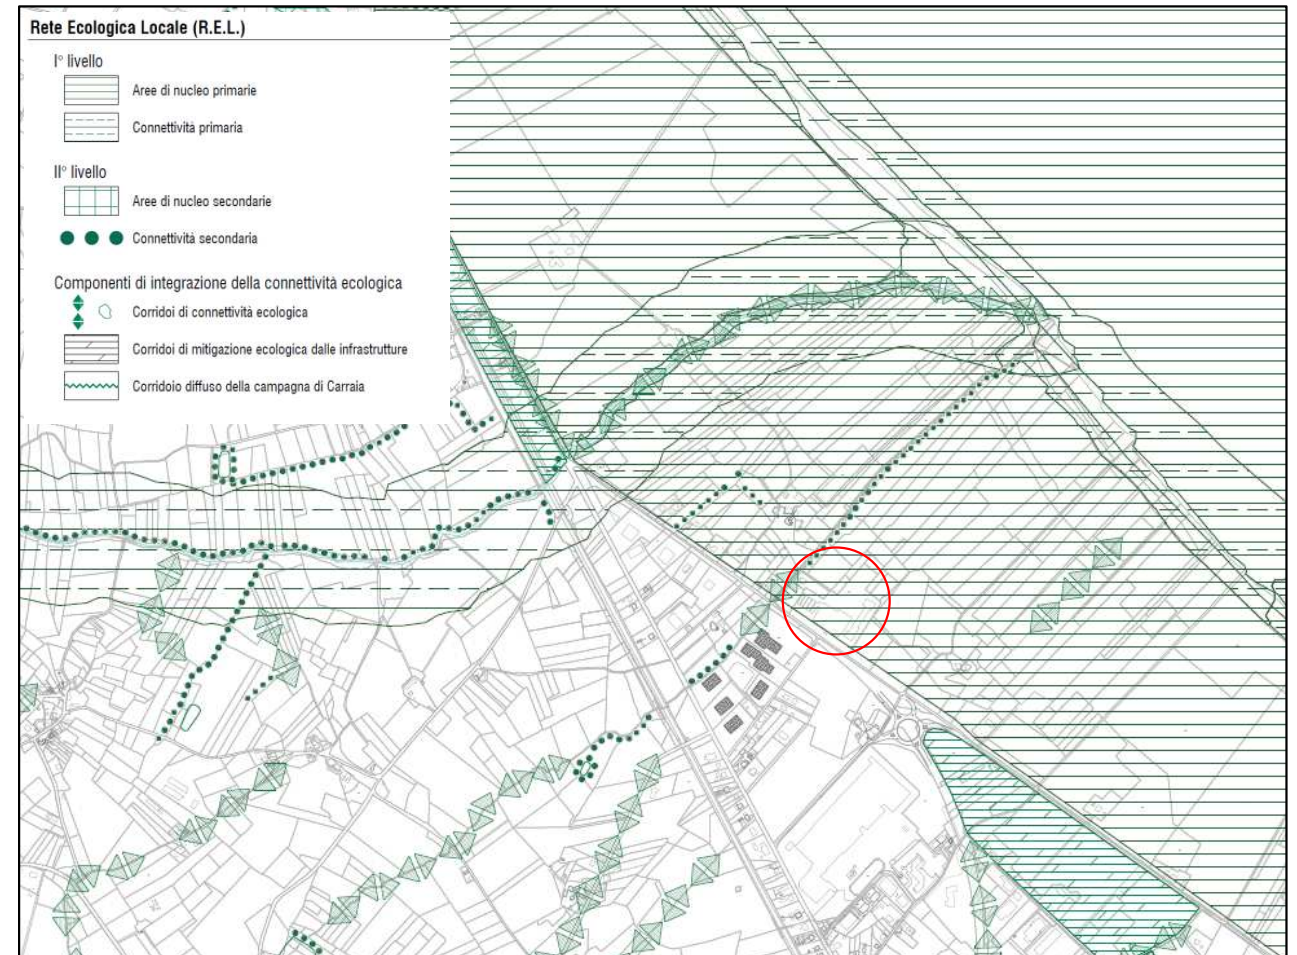 Rete Ecologica Locale (R.E.L.)
I° livello
Aree di nucleo primarie
Connettività primaria
II° livello
Aree di nucleo secondarie
Connettività secondaria
Componenti di integrazione della connettività ecologica
Corridoi di connettività ecologica
Corridoi di mitigazione ecologica dalle infrastrutture
Corridoio diffuso della campagna di Carraia